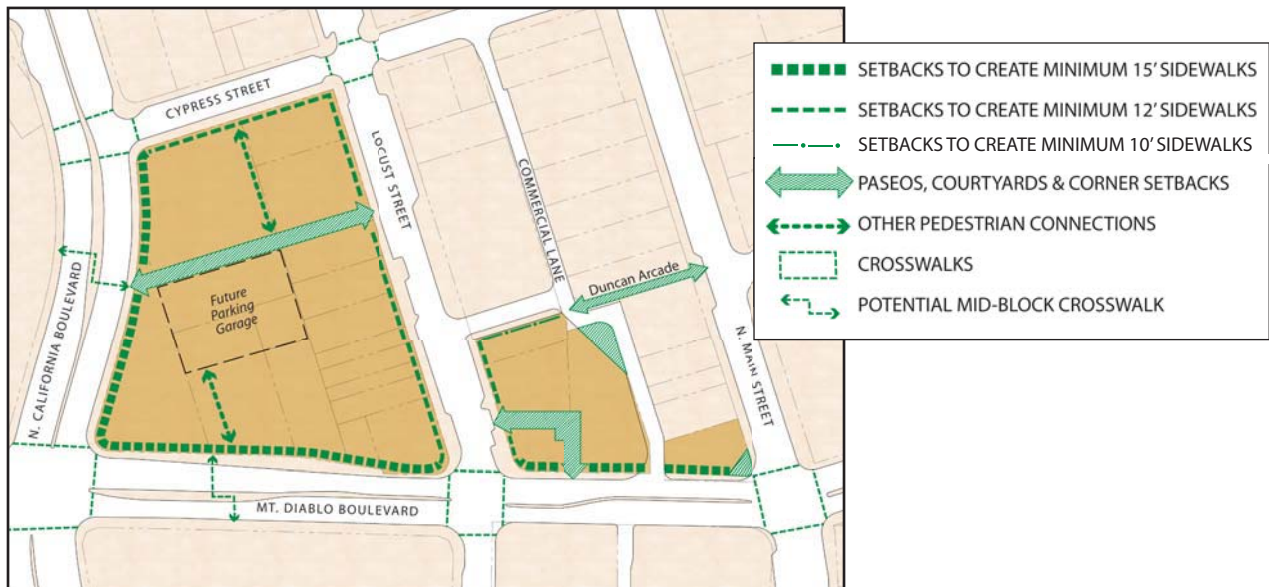 CYPRESS STREET
LOCUST STREET
COMMERCIAL LANE
Duncan Arcade
N. MAIN STREET
N. CALIFORNIA BOULEVARD
Future
Parking
Garage
MT. DIABLO BOULEVARD
SETBACKS TO CREATE MINIMUM 15' SIDEWALKS
SETBACKS TO CREATE MINIMUM 12' SIDEWALKS
SETBACKS TO CREATE MINIMUM 10' SIDEWALKS
PASEOS, COURTYARDS & CORNER SETBACKS
OTHER PEDESTRIAN CONNECTIONS
CROSSWALKS
POTENTIAL MID-BLOCK CROSSWALK